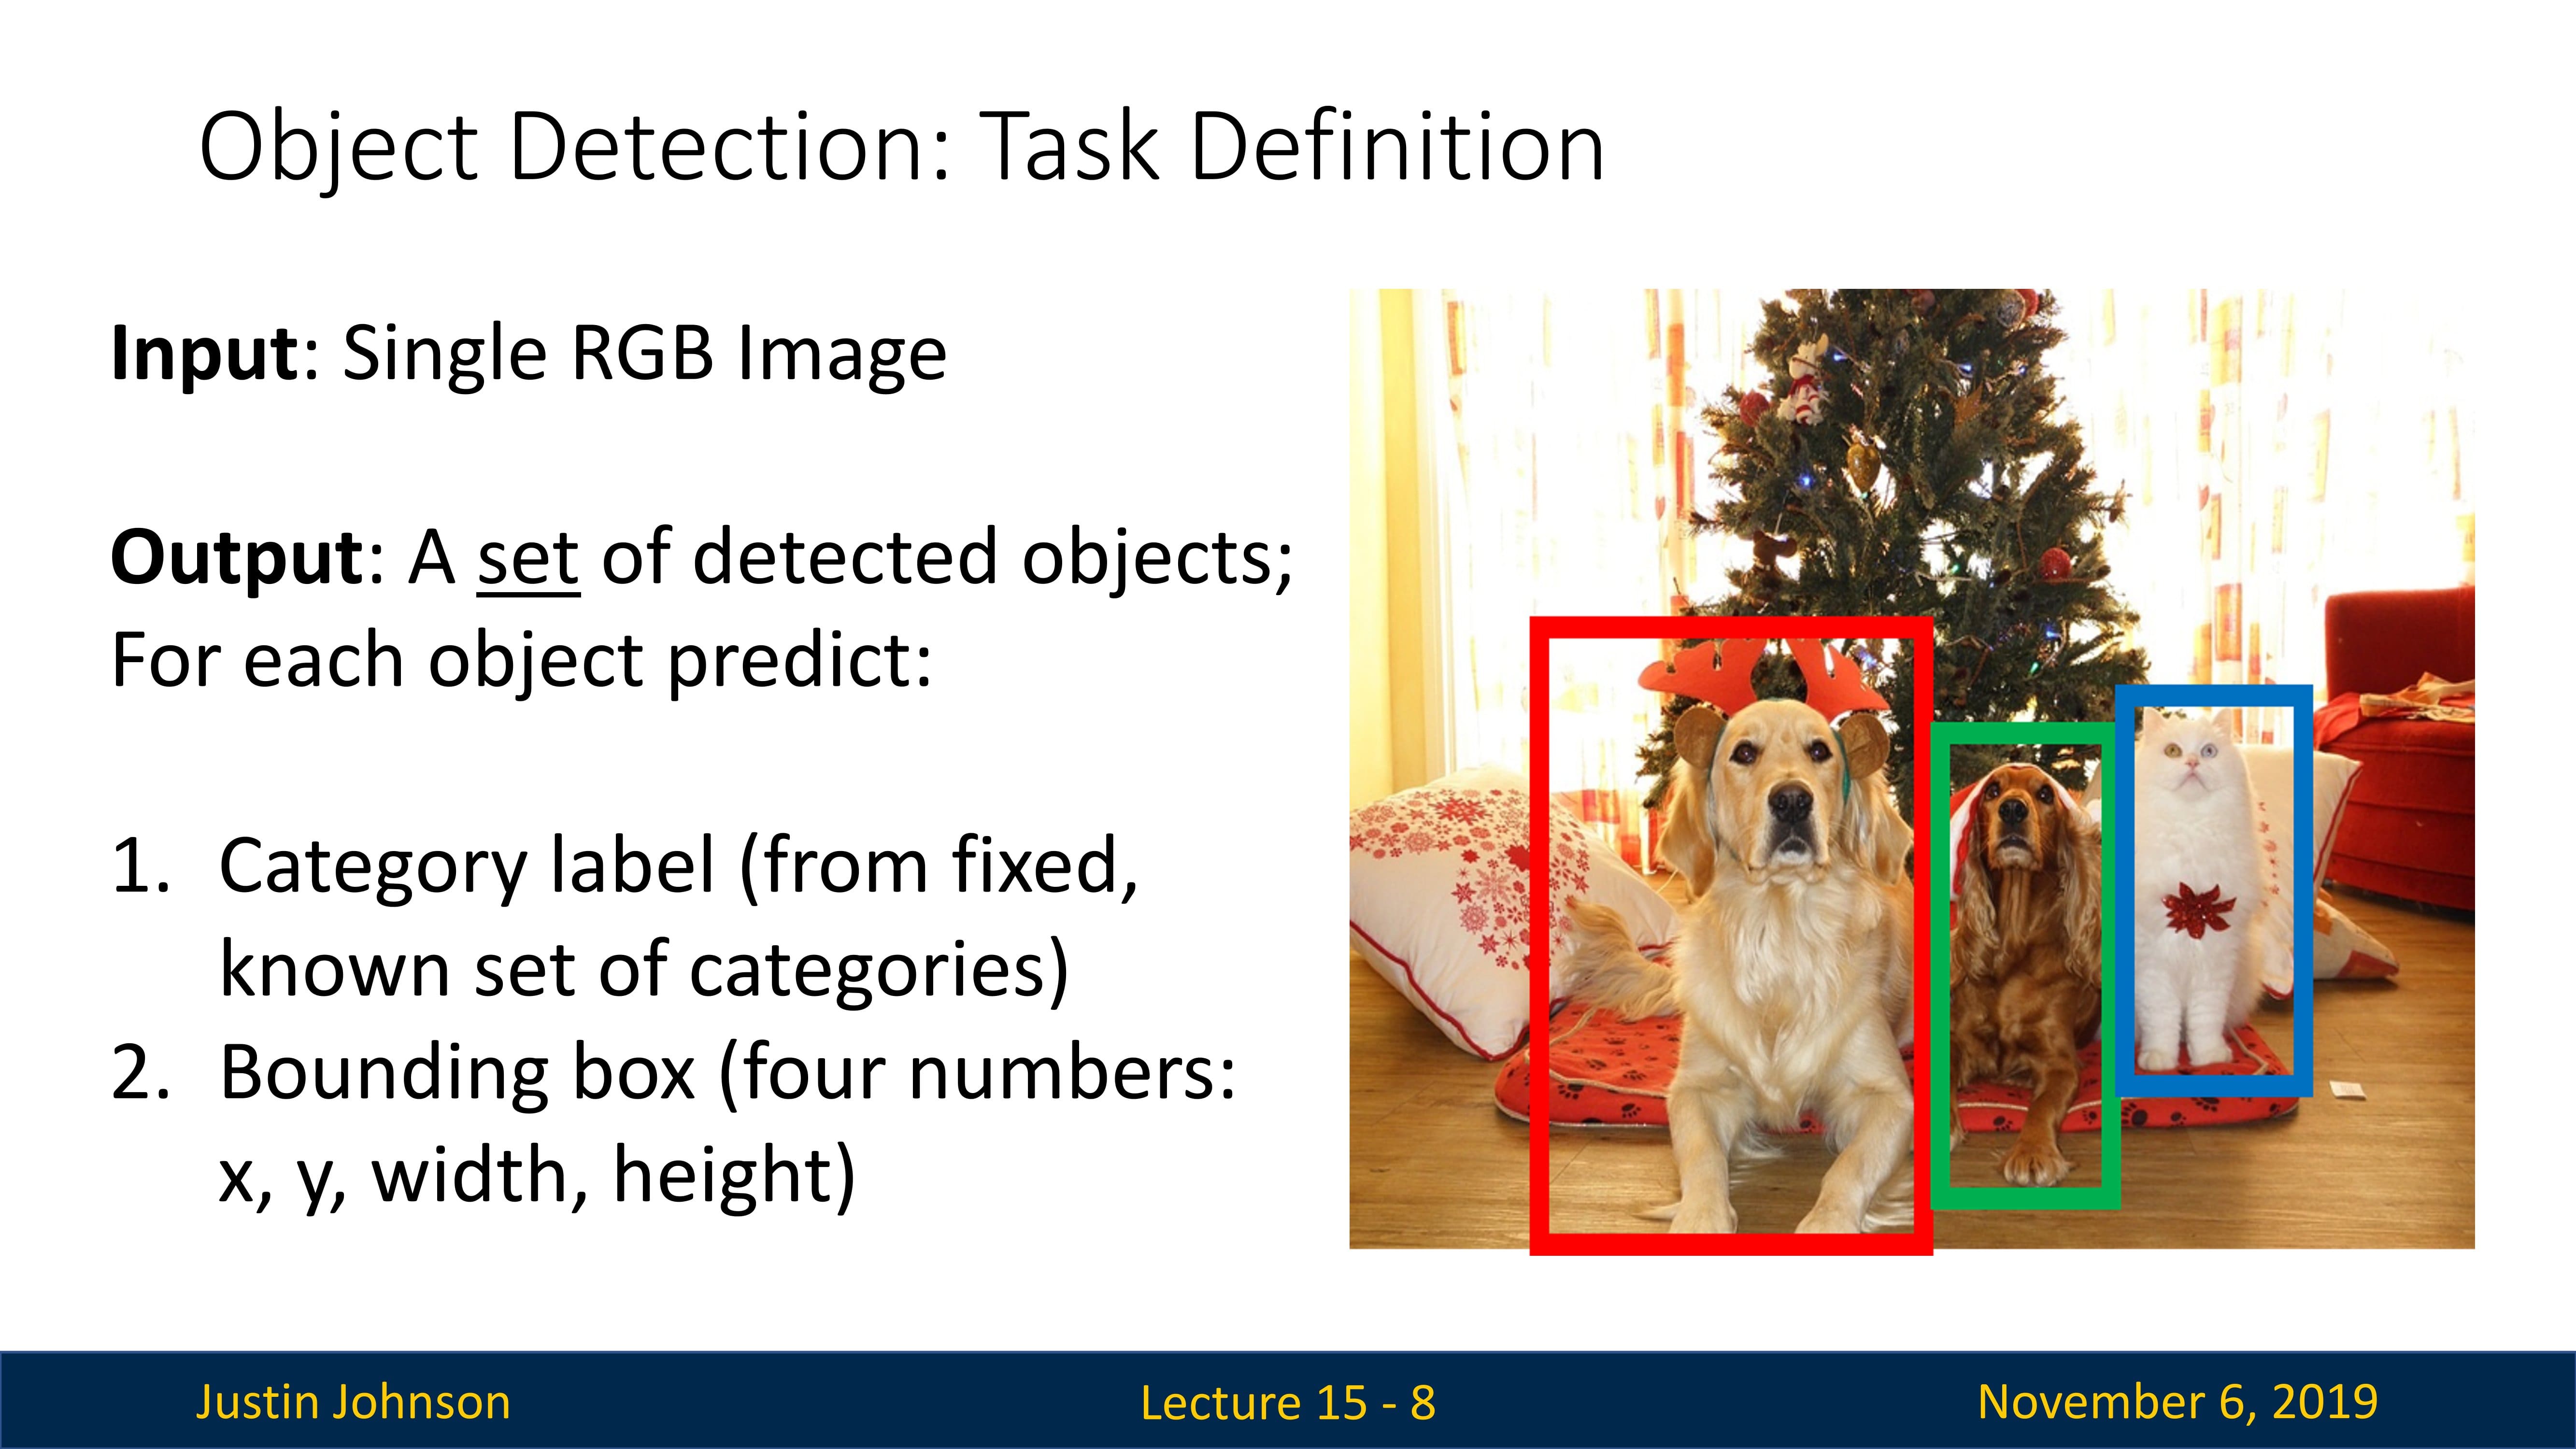 Object Detection: Task Definition
Input: Single RGB Image
Output: A set of detected objects;
For each object predict:
1. Category label (from fixed,
known set of categories)
2. Bounding box (four numbers:
x, y, width, height)
Justin Johnson
Lecture 15 - 8
November 6, 2019